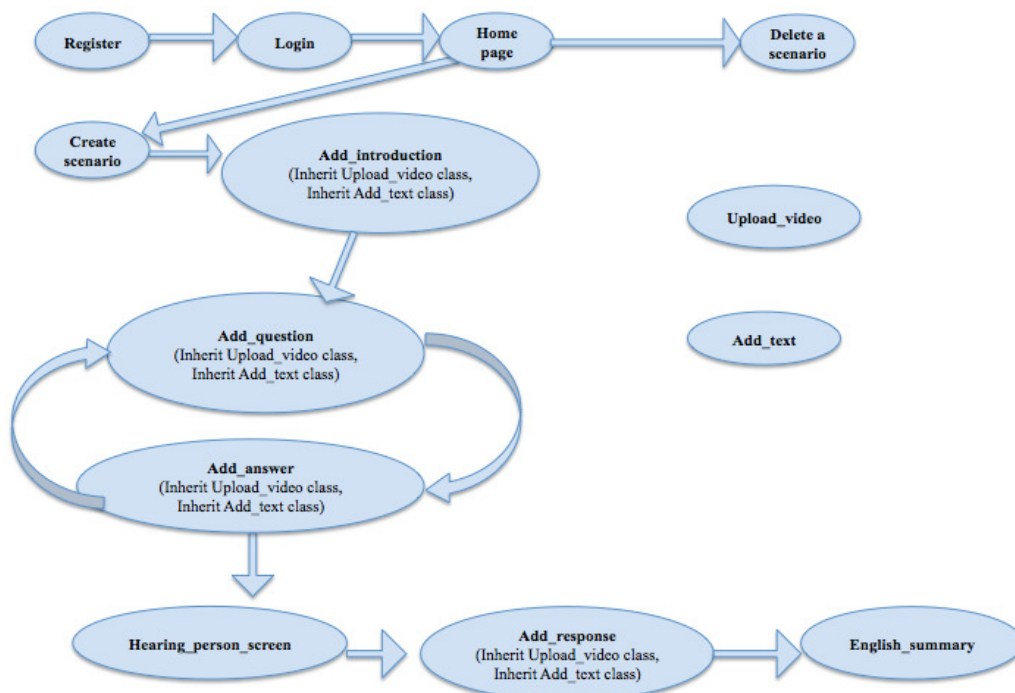 Register
Login
Home
page
Delete a
scenario
Create
scenario
Add_introduction
(Inherit Upload_video class,
Inherit Add_text class)
Upload_video
Add_question
(Inherit Upload_video class,
Inherit Add_text class)
Add_text
Add_answer
(Inherit Upload_video class,
Inherit Add_text class)
Hearing_person_screen
Add_response
(Inherit Upload_video class,
Inherit Add_text class)
English_summary